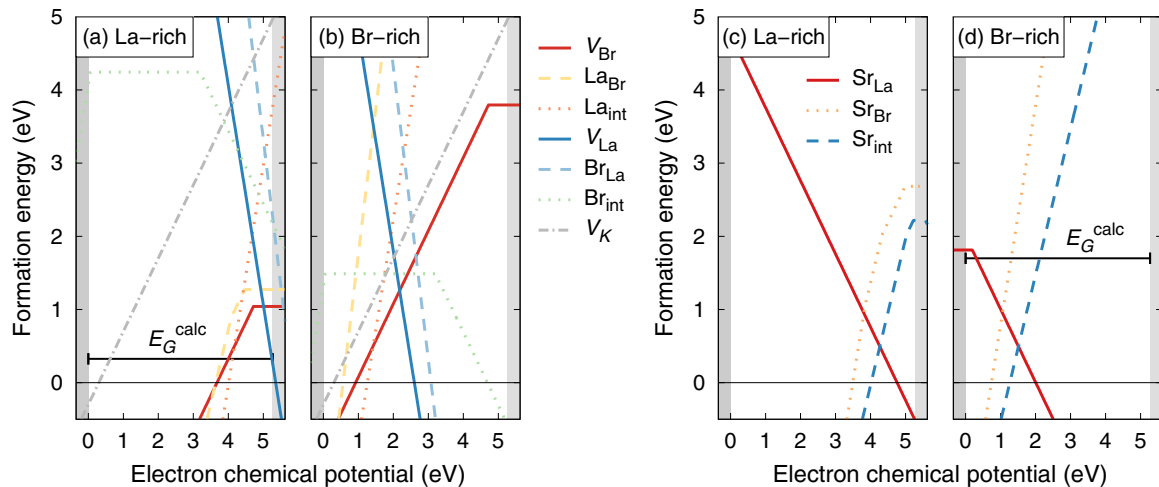 (a) La−rich
(b) Br−rich
(c) La−rich
(d) Br−rich
Formation energy (eV)
5
4
3
2
1
0
E_G^calc
0 1 2 3 4 5
0 1 2 3 4 5
Electron chemical potential (eV)
V_Br
La_Br
La_int
V_La
Br_La
Br_int
V_K
Formation energy (eV)
5
4
3
2
1
0
Sr_La
Sr_Br
Sr_int
E_G^calc
0 1 2 3 4 5
0 1 2 3 4 5
Electron chemical potential (eV)